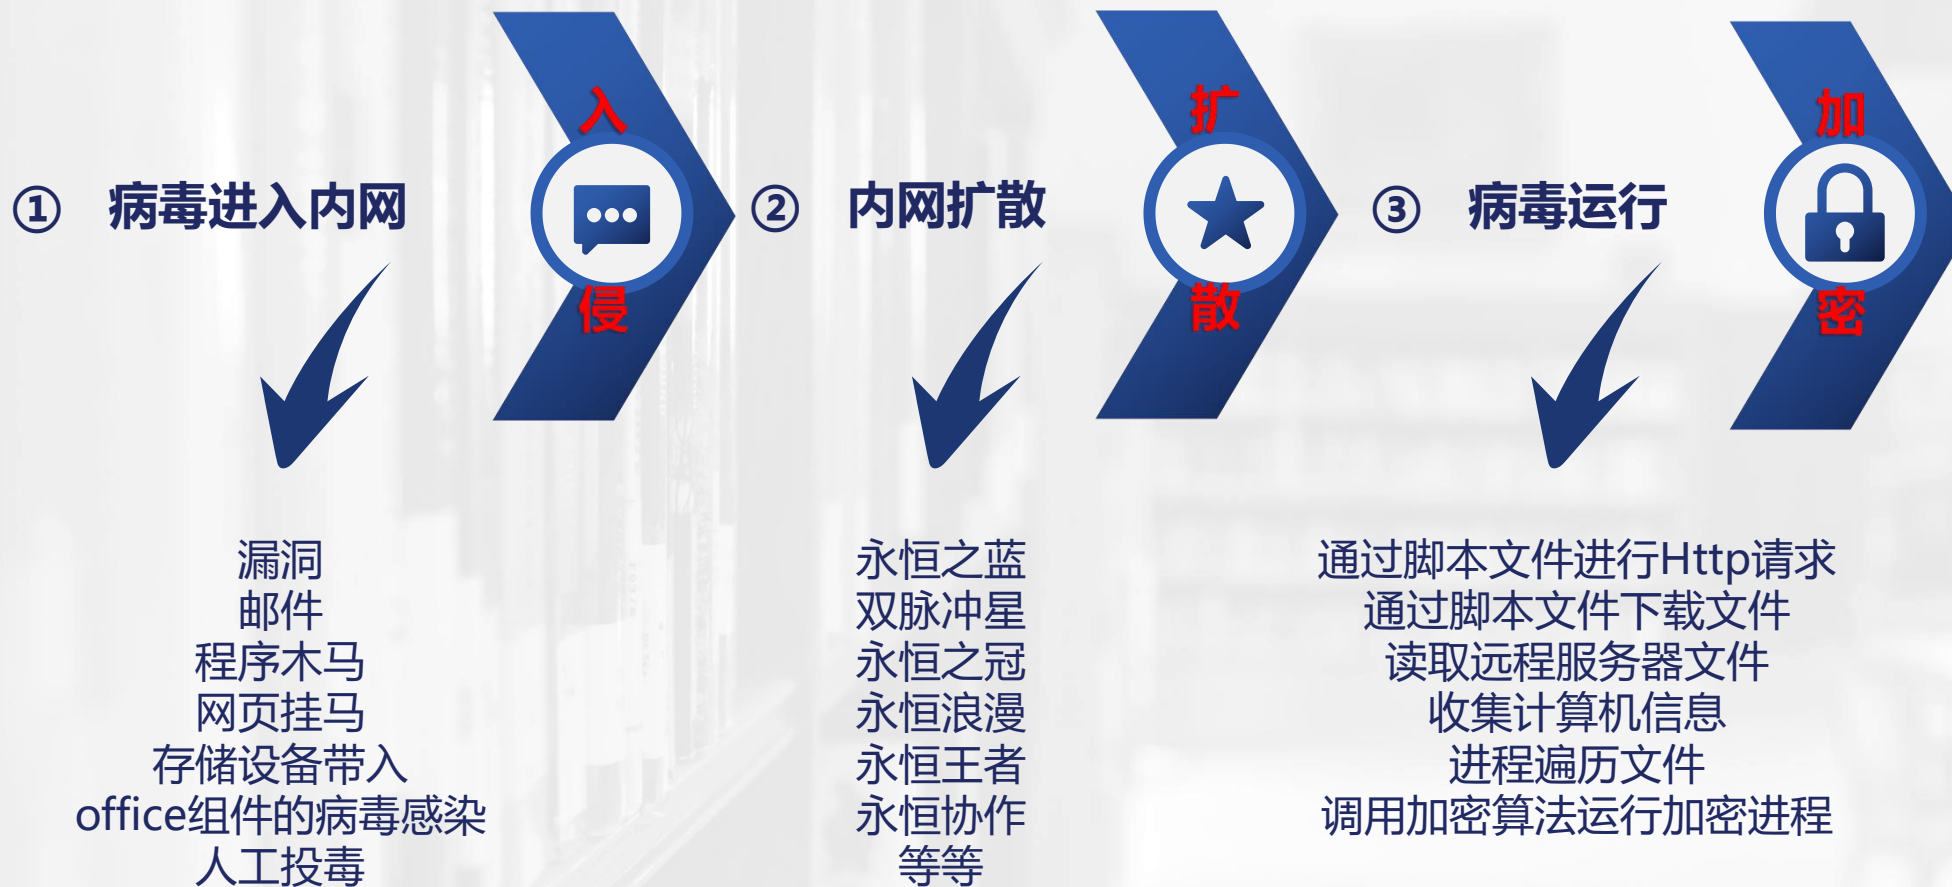 ① 病毒进入内网
入侵
漏洞
邮件
程序木马
网页挂马
存储设备带入
office组件的病毒感染
人工投毒
② 内网扩散
扩散
永恒之蓝
双脉冲星
永恒之冠
永恒浪漫
永恒王者
永恒协作
等等
③ 病毒运行
加密
通过脚本文件进行Http请求
通过脚本文件下载文件
读取远程服务器文件
收集计算机信息
进程遍历文件
调用加密算法运行加密进程